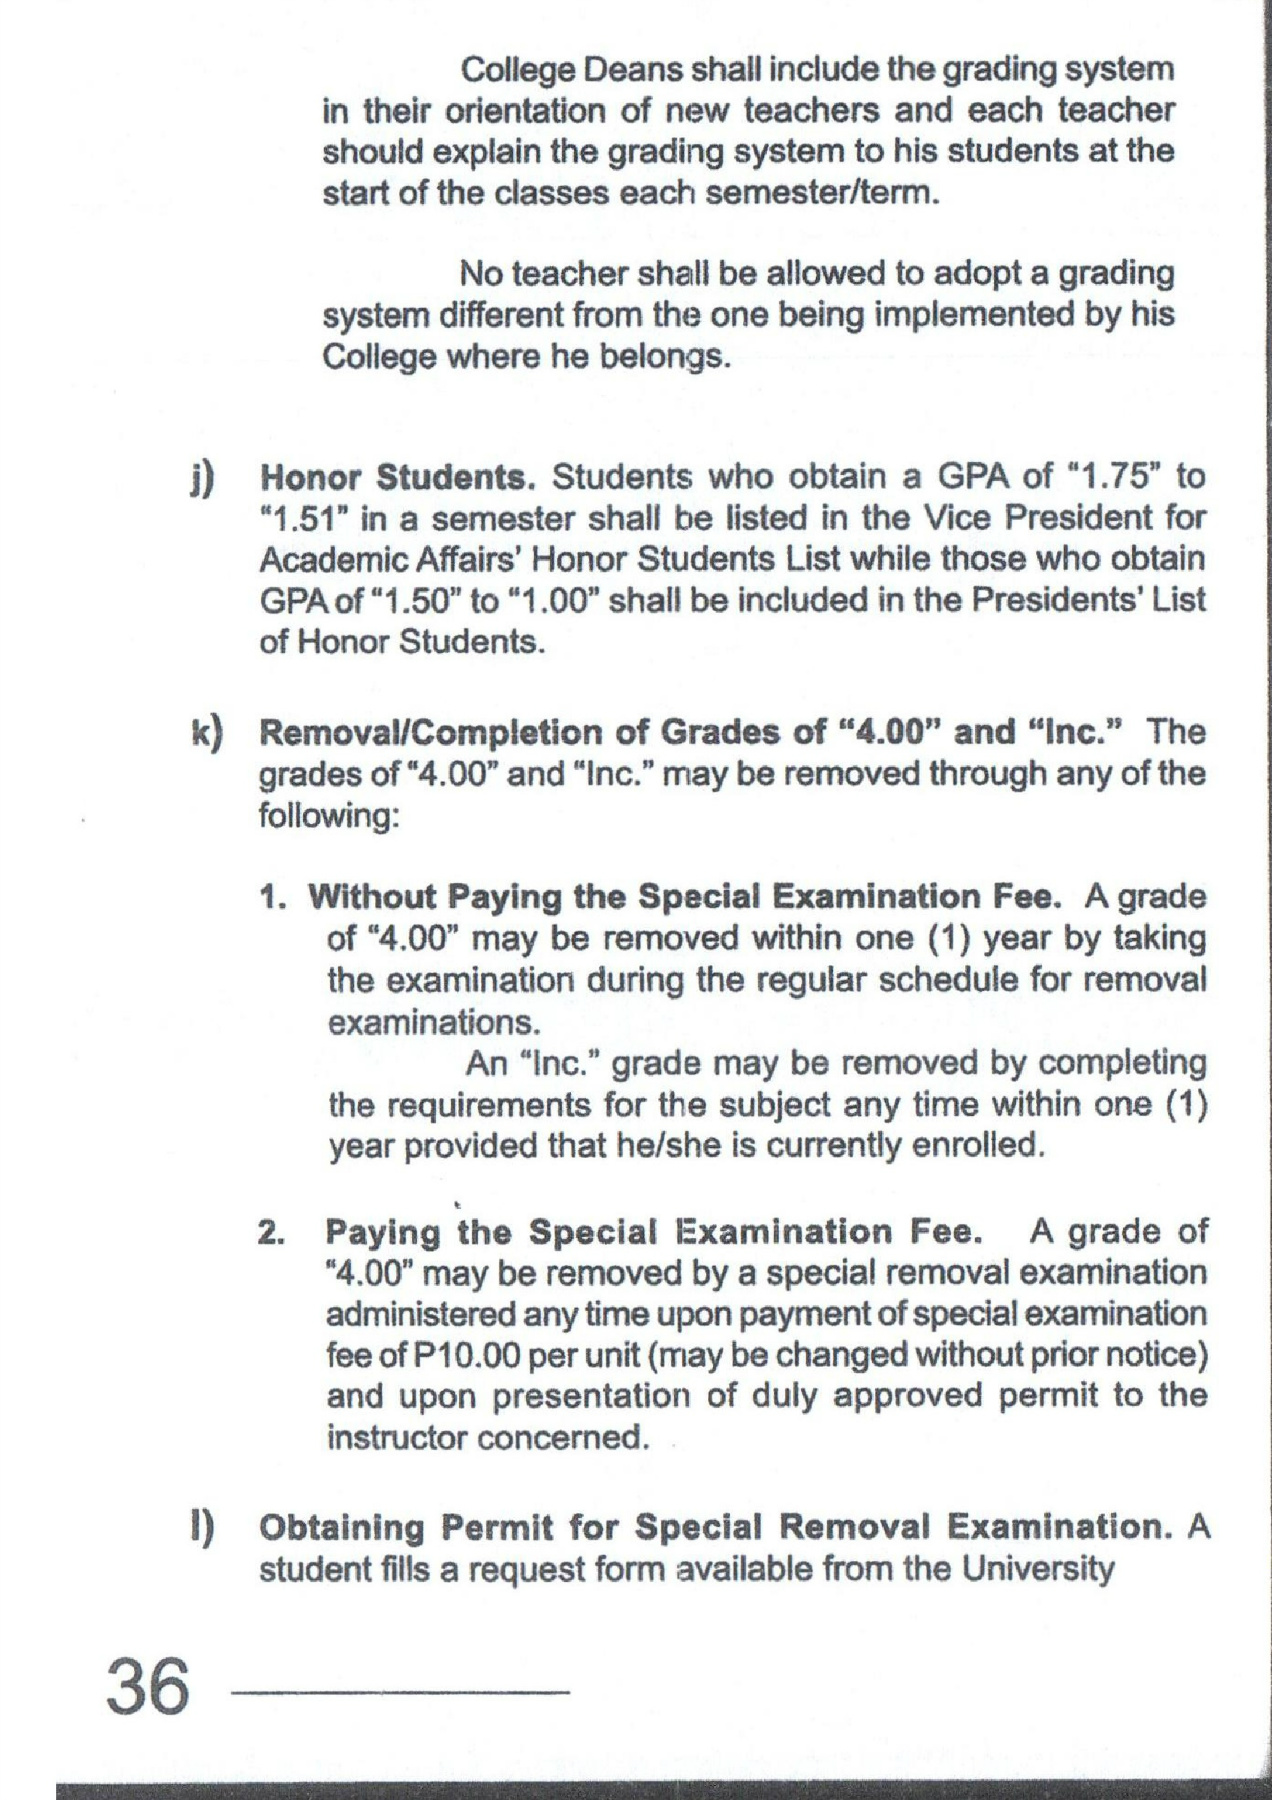 College Deans shall include the grading system
in their orientation of new teachers and each teacher
should explain the grading system to his students at the
start of the classes each semester/term.
No teacher shall be allowed to adopt a grading
system different from the one being implemented by his
College where he belongs.
j) Honor Students. Students who obtain a GPA of “1.75” to
“1.51” in a semester shall be listed in the Vice President for
Academic Affairs’ Honor Students List while those who obtain
GPA of “1.50” to “1.00” shall be included in the Presidents’ List
of Honor Students.
k) Removal/Completion of Grades of “4.00” and “Inc.” The
grades of “4.00” and “Inc.” may be removed through any of the
following:
1. Without Paying the Special Examination Fee. A grade
of “4.00” may be removed within one (1) year by taking
the examination during the regular schedule for removal
examinations.
An “Inc.” grade may be removed by completing
the requirements for the subject any time within one (1)
year provided that he/she is currently enrolled.
2. Paying the Special Examination Fee. A grade of
“4.00” may be removed by a special removal examination
administered any time upon payment of special examination
fee of P10.00 per unit (may be changed without prior notice)
and upon presentation of duly approved permit to the
instructor concerned.
l) Obtaining Permit for Special Removal Examination. A
student fills a request form available from the University
36